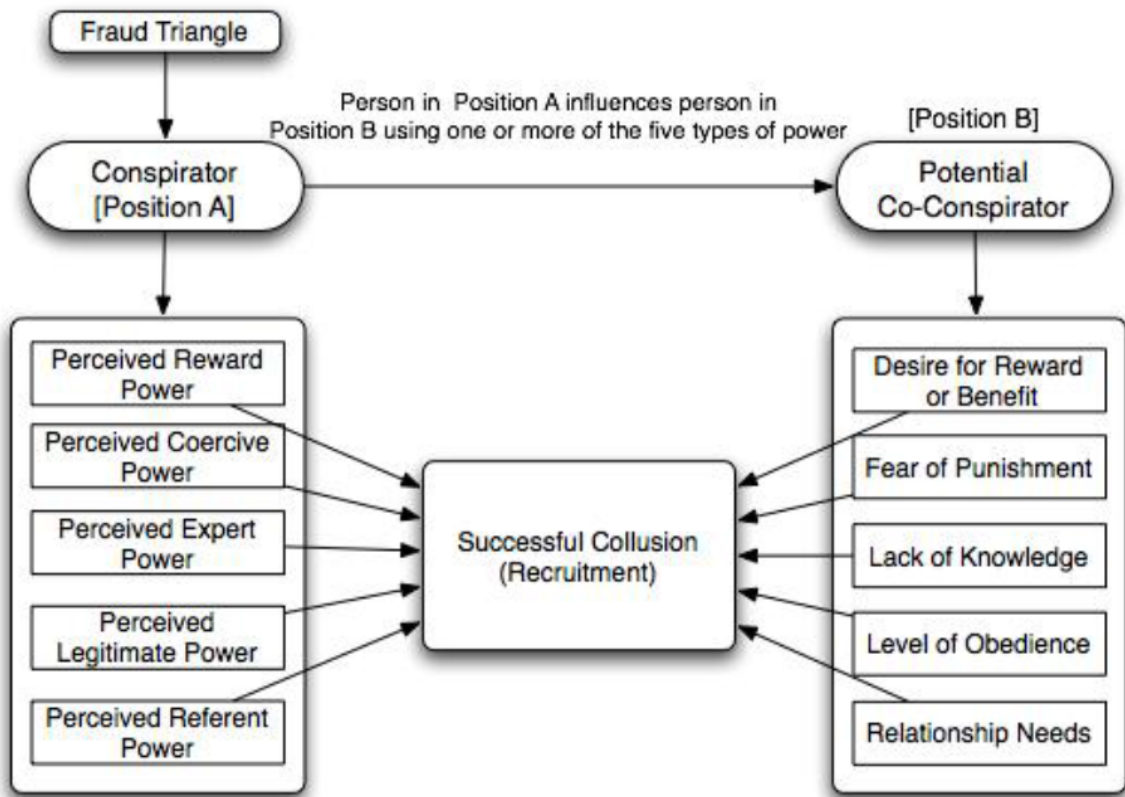 Fraud Triangle
Person in Position A influences person in
Position B using one or more of the five types of power
[Position B]
Conspirator
[Position A]
Potential
Co-Conspirator
Perceived Reward
Power
Perceived Coercive
Power
Perceived Expert
Power
Perceived
Legitimate Power
Perceived Referent
Power
Successful Collusion
(Recruitment)
Desire for Reward
or Benefit
Fear of Punishment
Lack of Knowledge
Level of Obedience
Relationship Needs